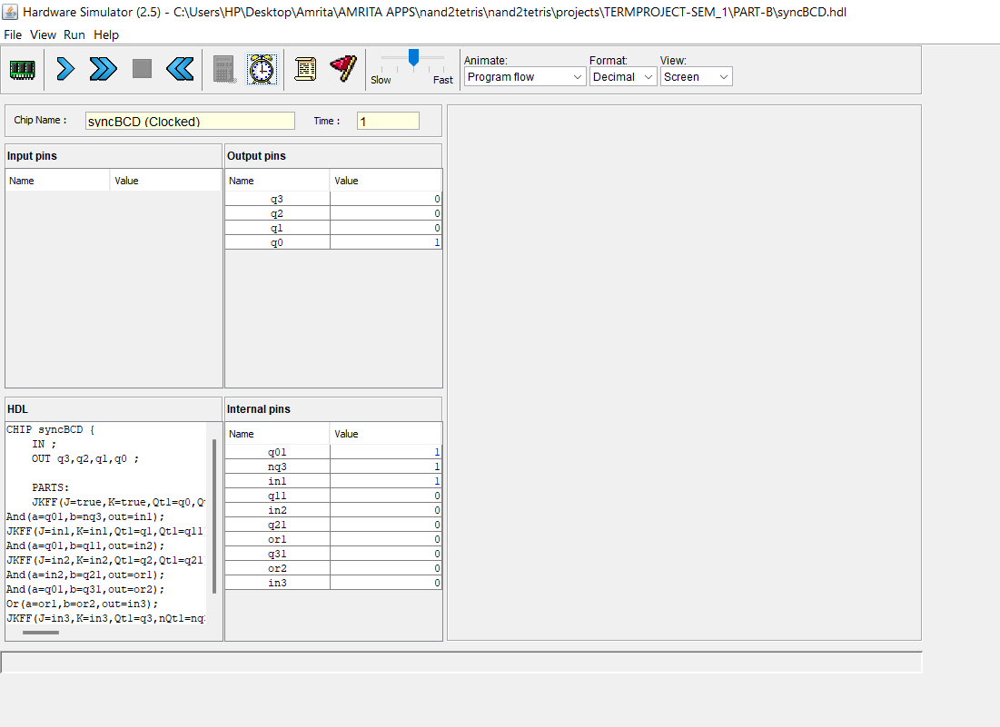 Hardware Simulator (2.5) - C:\Users\HP\Desktop\Amrita\AMRITA APPS\nand2tetris\nand2tetris\projects\TERMPROJECT-SEM_1\PART-B\syncBCD.hdl
File View Run Help
Slow Fast
Animate: Format: View:
Program flow Decimal Screen
Chip Name : syncBCD (Clocked) Time : 1
Input pins
Name Value
Output pins
Name Value
q3 0
q2 0
q1 0
q0 1
HDL
CHIP syncBCD {
IN ;
OUT q3,q2,q1,q0 ;
PARTS:
JKFF(J=true,K=true,Qt1=q0,Q
And(a=q01,b=nq3,out=in1);
JKFF(J=in1,K=in1,Qt1=q1,Qt1=q11
And(a=q01,b=q11,out=in2);
JKFF(J=in2,K=in2,Qt1=q2,Qt1=q21
And(a=in2,b=q21,out=or1);
And(a=q01,b=q31,out=or2);
Or(a=or1,b=or2,out=in3);
JKFF(J=in3,K=in3,Qt1=q3,nQt1=nq
Internal pins
Name Value
q01 1
nq3 1
in1 1
q11 0
in2 0
q21 0
or1 0
q31 0
or2 0
in3 0